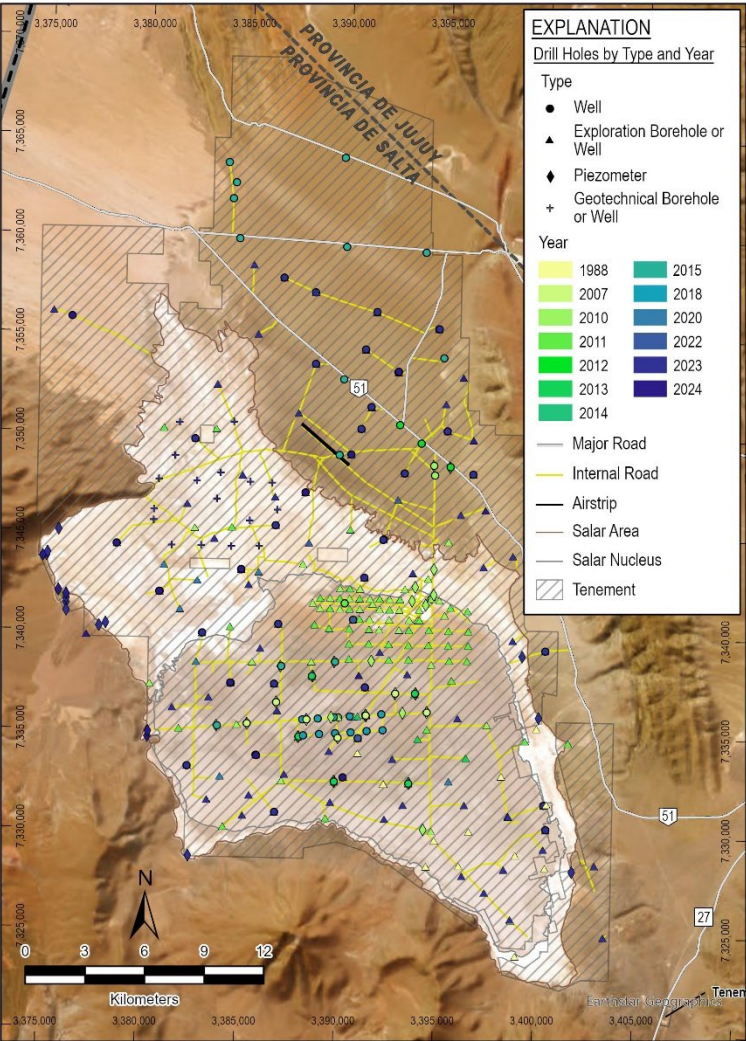 3,375,000
3,380,000
3,385,000
3,390,000
3,395,000
7,370,000
7,365,000
7,360,000
7,355,000
7,350,000
7,345,000
7,340,000
7,335,000
7,330,000
7,325,000
PROVINCIA DE JUJUY
PROVINCIA DE SALTA
EXPLANATION
Drill Holes by Type and Year
Type
Well
Exploration Borehole or
Well
Piezometer
Geotechnical Borehole
or Well
Year
1988
2007
2010
2011
2012
2013
2014
2015
2018
2020
2022
2023
2024
Major Road
Internal Road
Airstrip
Salar Area
Salar Nucleus
Tenement
51
7,340,000
7,335,000
51
7,330,000
27
7,325,000
N
0 3 6 9 12
Kilometers
Earthstar Geographics
Tenem
3,375,000
3,380,000
3,385,000
3,390,000
3,395,000
3,400,000
3,405,000